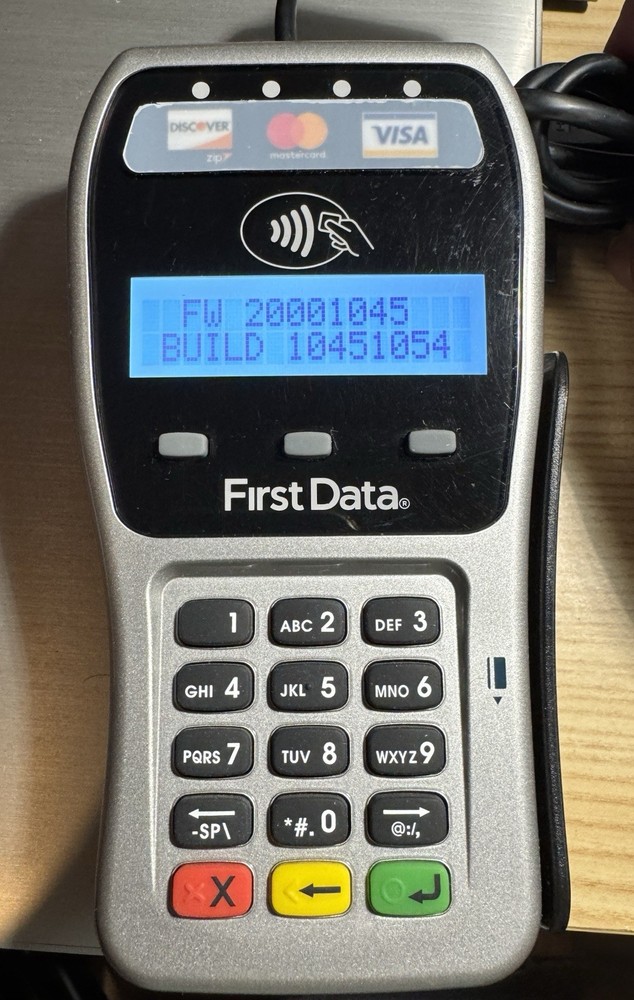 DISCOVER
zip
mastercard
VISA
FW 20001045
BUILD 10451054
First Data®
1
ABC 2
DEF 3
GHI 4
JKL 5
MNO 6
PQRS 7
TUV 8
WXYZ 9
-SP\
*#. 0
@:/,
X